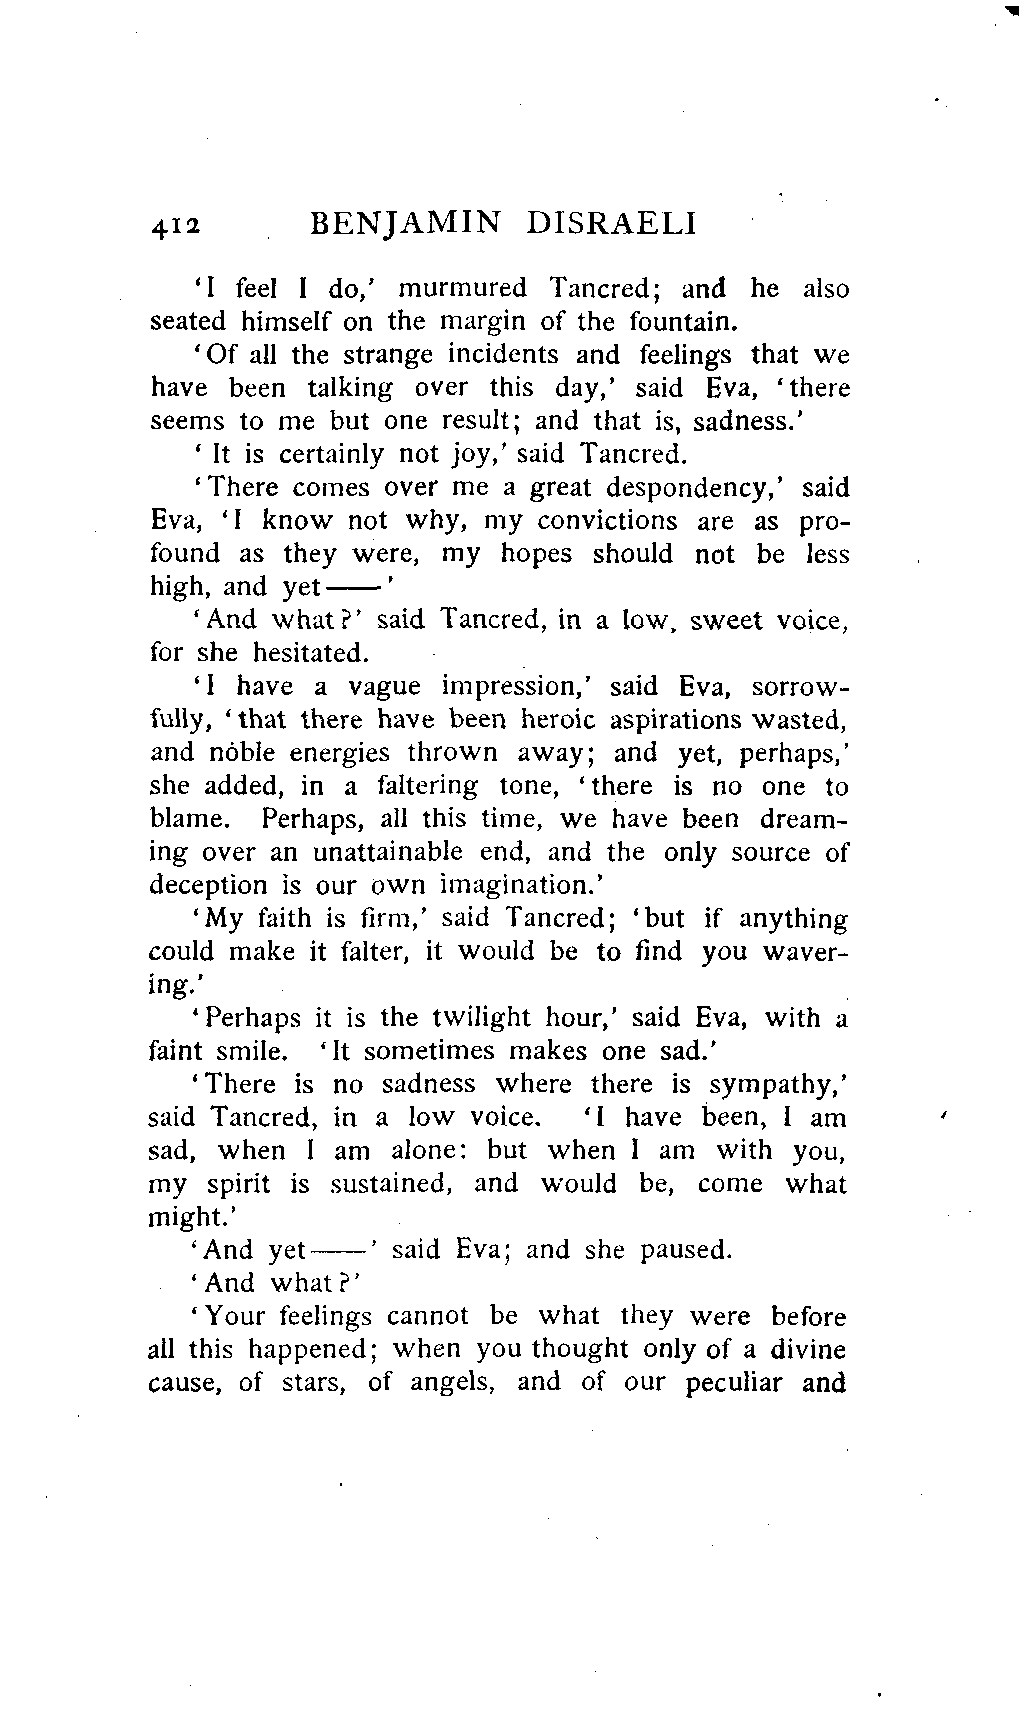 412 BENJAMIN DISRAELI
'I feel I do,' murmured Tancred; and he also
seated himself on the margin of the fountain.
'Of all the strange incidents and feelings that we
have been talking over this day,' said Eva, 'there
seems to me but one result; and that is, sadness.'
'It is certainly not joy,' said Tancred.
'There comes over me a great despondency,' said
Eva, 'I know not why, my convictions are as pro-
found as they were, my hopes should not be less
high, and yet——'
'And what?' said Tancred, in a low, sweet voice,
for she hesitated.
'I have a vague impression,' said Eva, sorrow-
fully, 'that there have been heroic aspirations wasted,
and noble energies thrown away; and yet, perhaps,'
she added, in a faltering tone, 'there is no one to
blame. Perhaps, all this time, we have been dream-
ing over an unattainable end, and the only source of
deception is our own imagination.'
'My faith is firm,' said Tancred; 'but if anything
could make it falter, it would be to find you waver-
ing.'
'Perhaps it is the twilight hour,' said Eva, with a
faint smile. 'It sometimes makes one sad.'
'There is no sadness where there is sympathy,'
said Tancred, in a low voice. 'I have been, I am
sad, when I am alone: but when I am with you,
my spirit is sustained, and would be, come what
might.'
'And yet——' said Eva; and she paused.
'And what?'
'Your feelings cannot be what they were before
all this happened; when you thought only of a divine
cause, of stars, of angels, and of our peculiar and